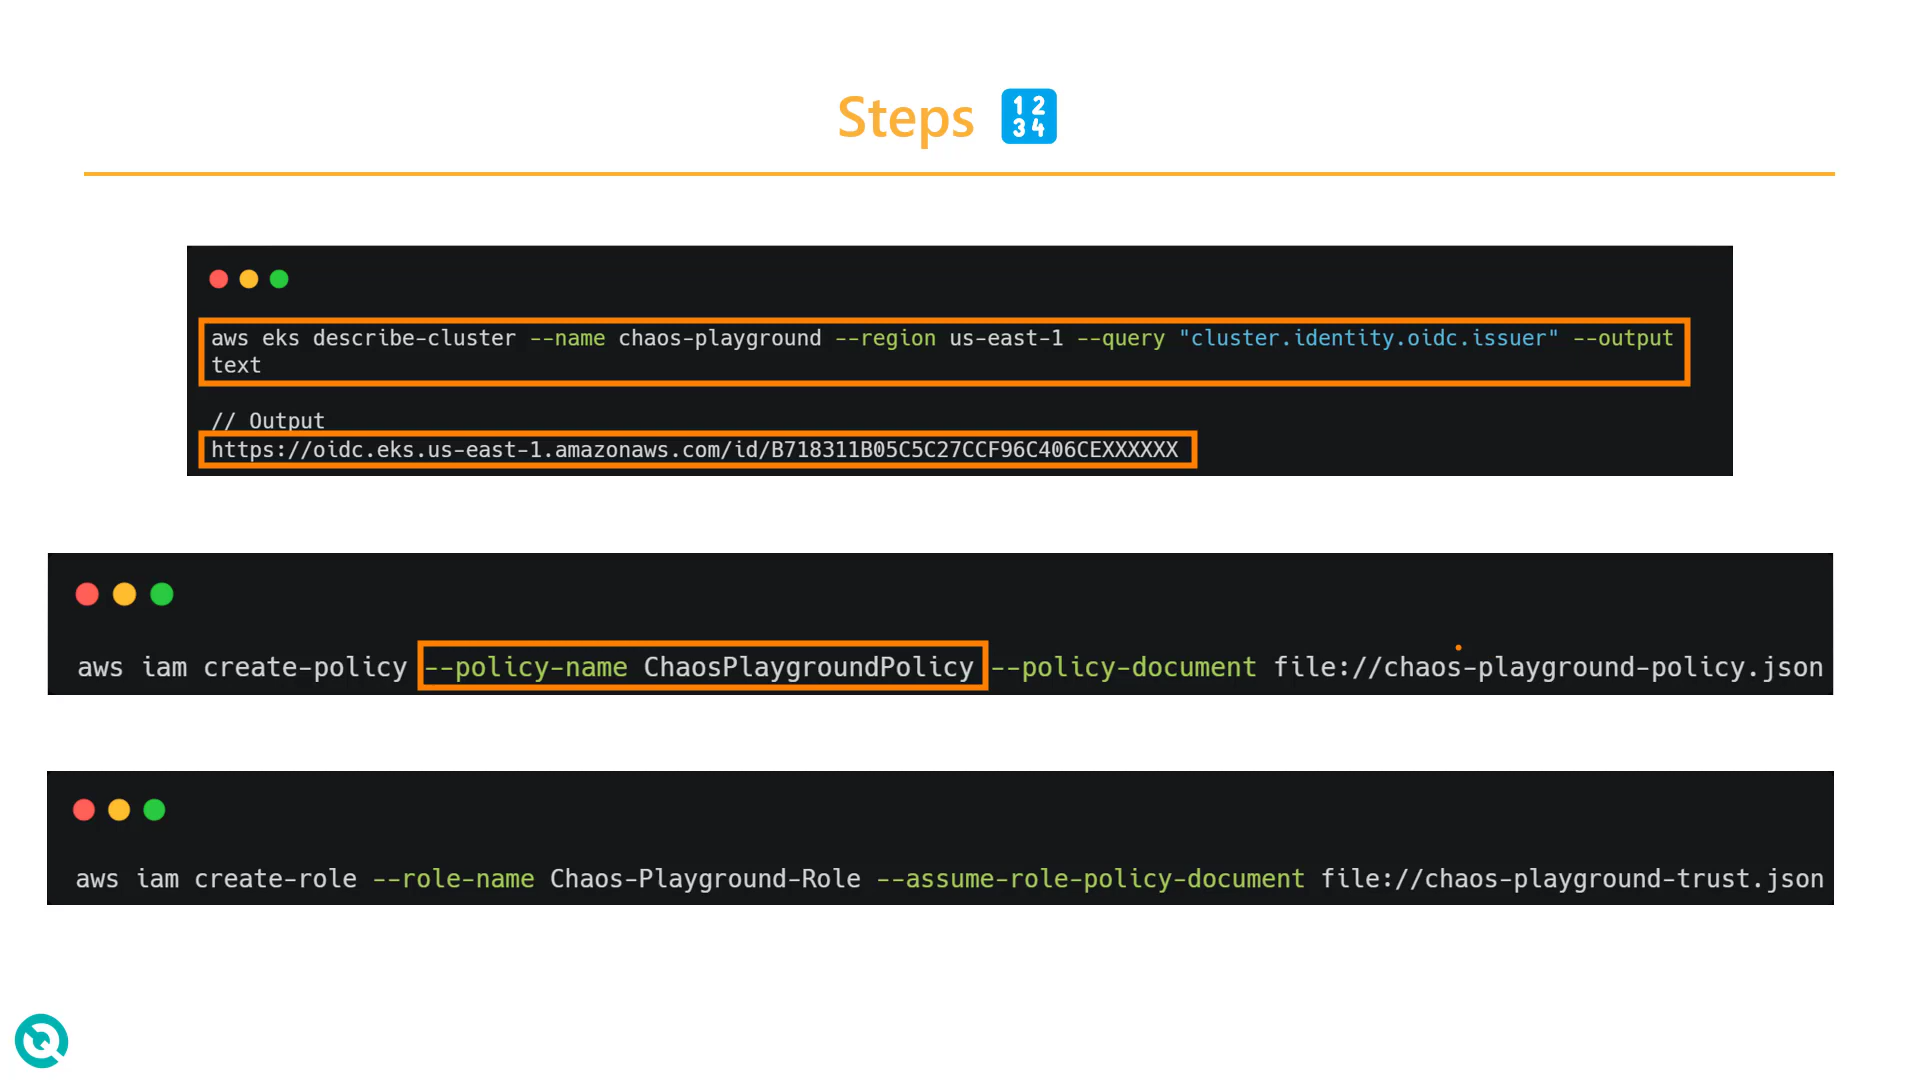 Steps 1234
aws eks describe-cluster --name chaos-playground --region us-east-1 --query "cluster.identity.oidc.issuer" --output
text
// Output
https://oidc.eks.us-east-1.amazonaws.com/id/B718311B05C5C27CCF96C406CEXXXXXX
aws iam create-policy --policy-name ChaosPlaygroundPolicy --policy-document file://chaos-playground-policy.json
aws iam create-role --role-name Chaos-Playground-Role --assume-role-policy-document file://chaos-playground-trust.json